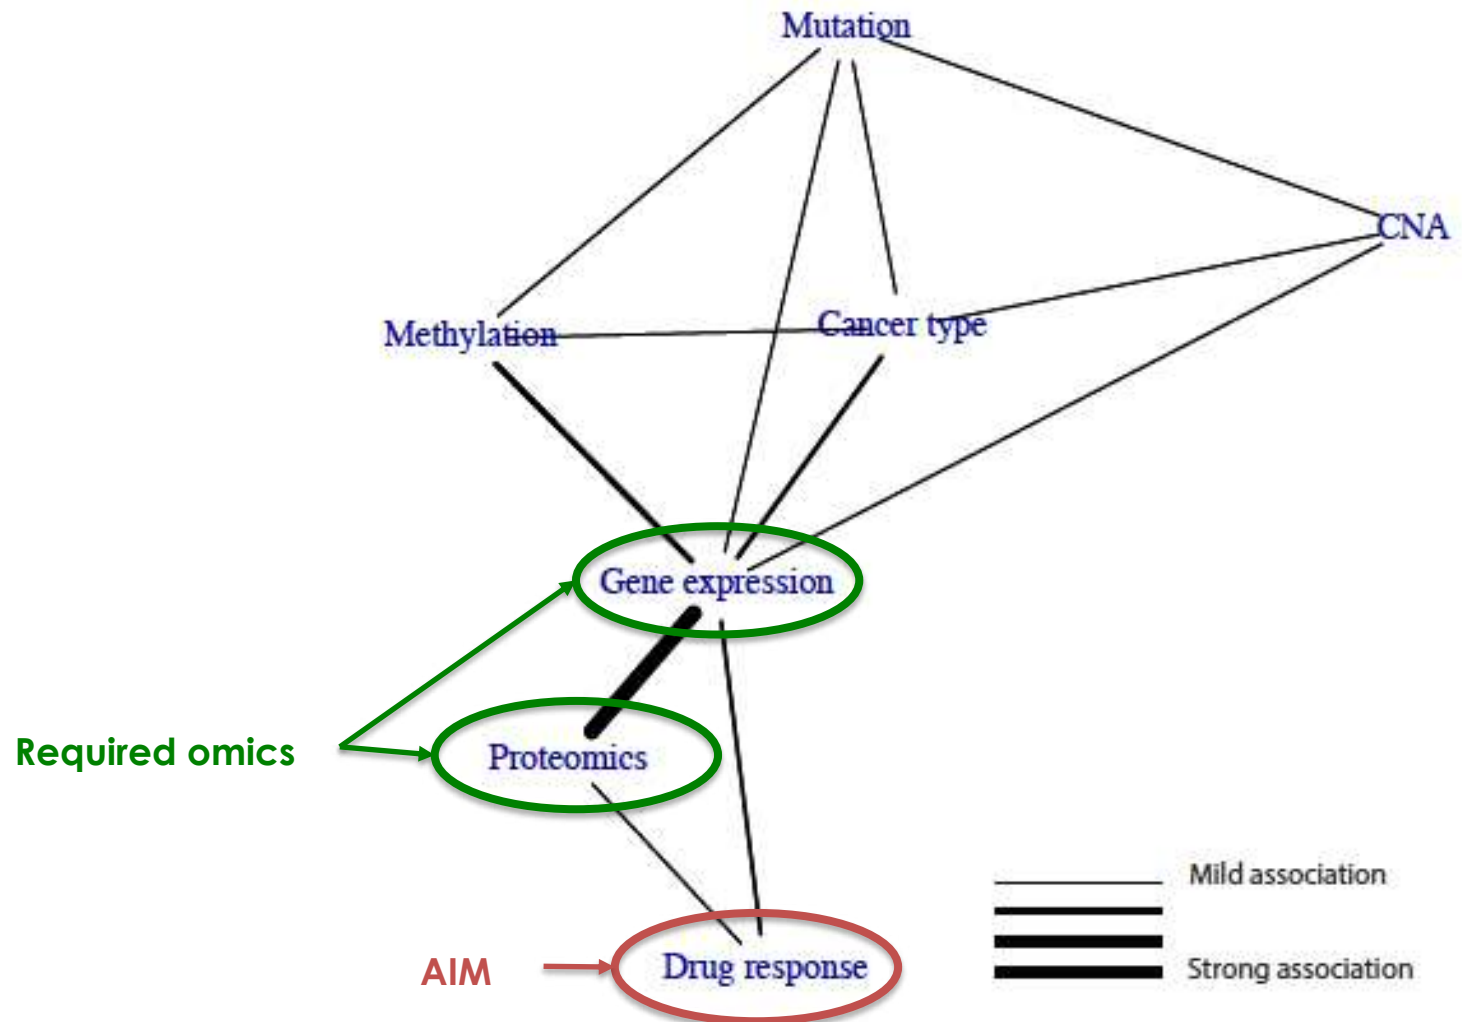 Mutation
CNA
Methylation
Cancer type
Gene expression
Required omics
Proteomics
Mild association
AIM
Drug response
Strong association